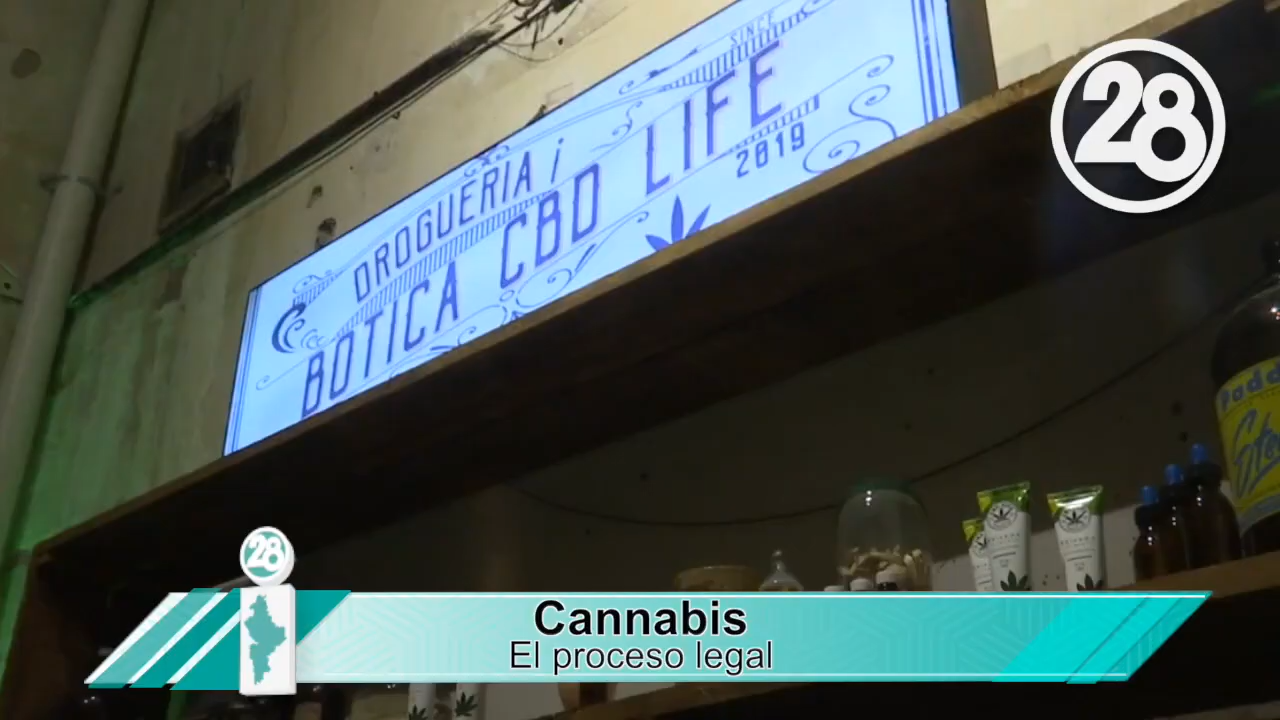 SINCE
DROGUERIA i
BOTICA CBD LIFE
2019
28
28
Cannabis
El proceso legal